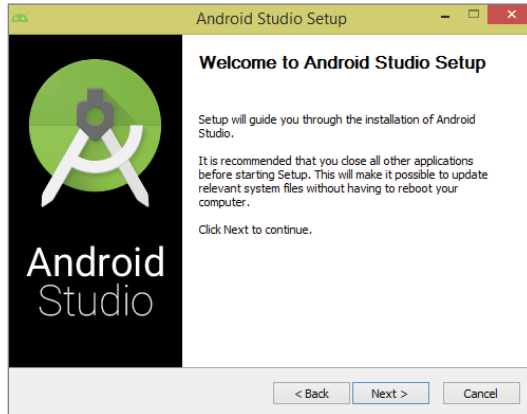 Android Studio Setup
Welcome to Android Studio Setup
Setup will guide you through the installation of Android
Studio.
It is recommended that you close all other applications
before starting Setup. This will make it possible to update
relevant system files without having to reboot your
computer.
Click Next to continue.
Android
Studio
< Back
Next >
Cancel